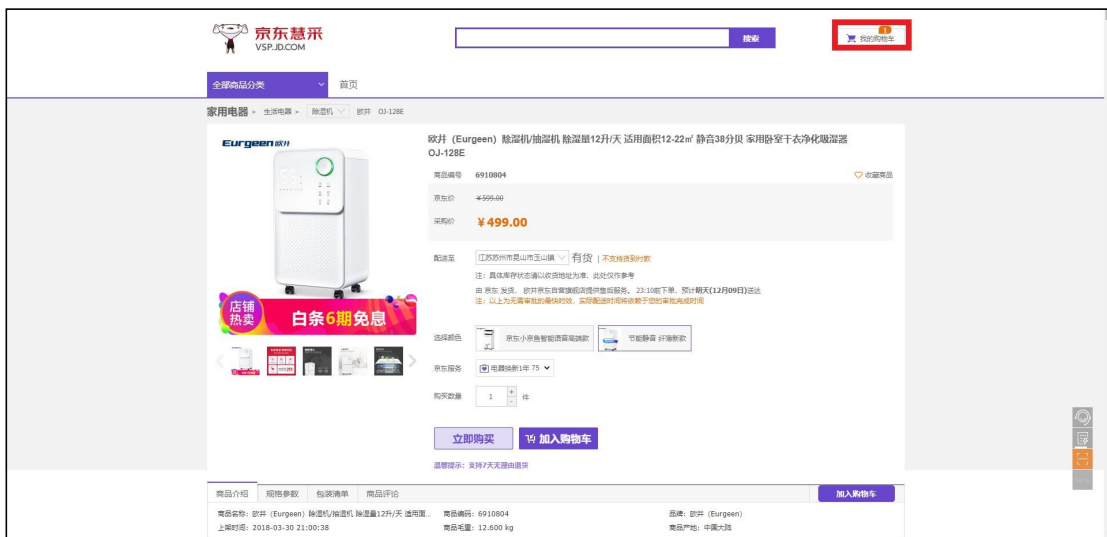 京东慧采
VSP.JD.COM
搜索
1
我的购物车
全部商品分类
首页
家用电器 > 生活电器 > 除湿机 欧井 OJ-128E
Eurgeen欧井
店铺热卖
白条6期免息
欧井（Eurgeen）除湿机/抽湿机 除湿量12升/天 适用面积12-22㎡ 静音38分贝 家用卧室干衣净化吸湿器
OJ-128E
商品编号 6910804
收藏商品
京东价 ￥599.00
采购价 ￥499.00
配送至 江苏苏州市昆山市玉山镇 有货 | 不支持货到付款
注：具体库存状态请以收货地址为准，此处仅作参考
由 京东 发货，欧井京东自营旗舰店提供售后服务。23:10前下单，预计明天(12月09日)送达
注：以上为无需审批的最快时效，实际配送时间将依赖于您的审批完成时间
选择颜色 京东小京鱼智能语音高端款 节能静音 纤薄新款
京东服务 电器换新1年 75
购买数量 1 + - 件
立即购买 加入购物车
温馨提示：支持7天无理由退货
商品介绍 规格参数 包装清单 商品评论 加入购物车
商品名称：欧井（Eurgeen）除湿机/抽湿机 除湿量12升/天 适用面... 商品编码：6910804 品牌：欧井（Eurgeen）
上架时间：2018-03-30 21:00:38 商品毛重：12.600 kg 商品产地：中国大陆